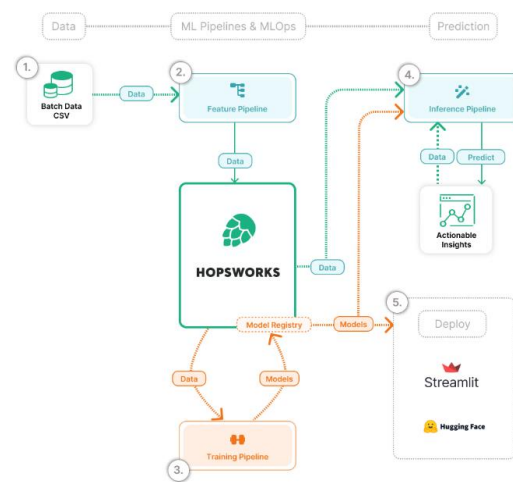 Data
ML Pipelines & MLOps
Prediction
1.
Batch Data
CSV
Data
2.
Feature Pipeline
4.
Inference Pipeline
Data
Data
Predict
HOPSWORKS
Actionable
Insights
Data
Model Registry
Models
5.
Deploy
Streamlit
Hugging Face
Data
Models
Training Pipeline
3.